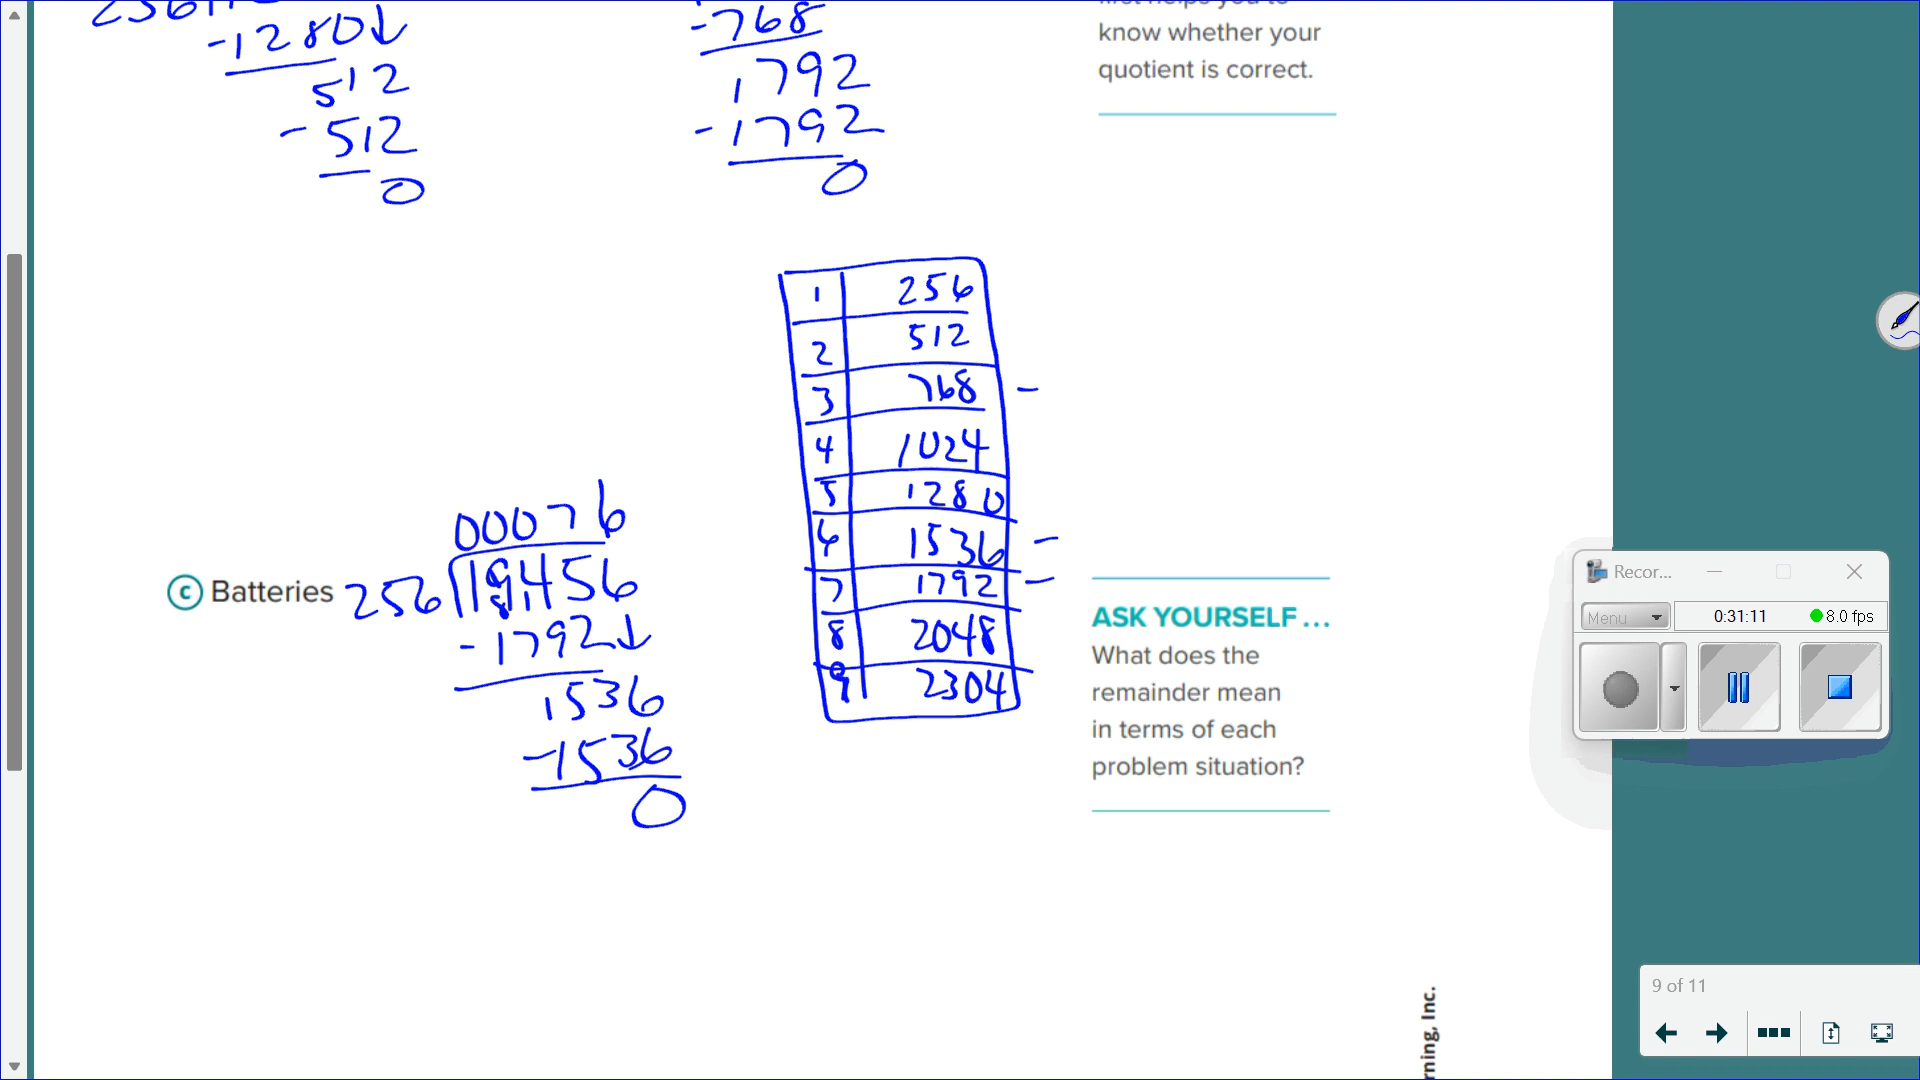 -1280↓
512
-512
0
-768
1792
-1792
0
know whether your
quotient is correct.
1 256
2 512
3 768 -
4 1024
5 1280
6 1536 -
7 1792 -
8 2048
9 2304
00076
c Batteries 256 19,456
-1792↓
1536
-1536
0
ASK YOURSELF...
What does the
remainder mean
in terms of each
problem situation?
Recor...
Menu 0:31:11 8.0 fps
9 of 11
rning, Inc.